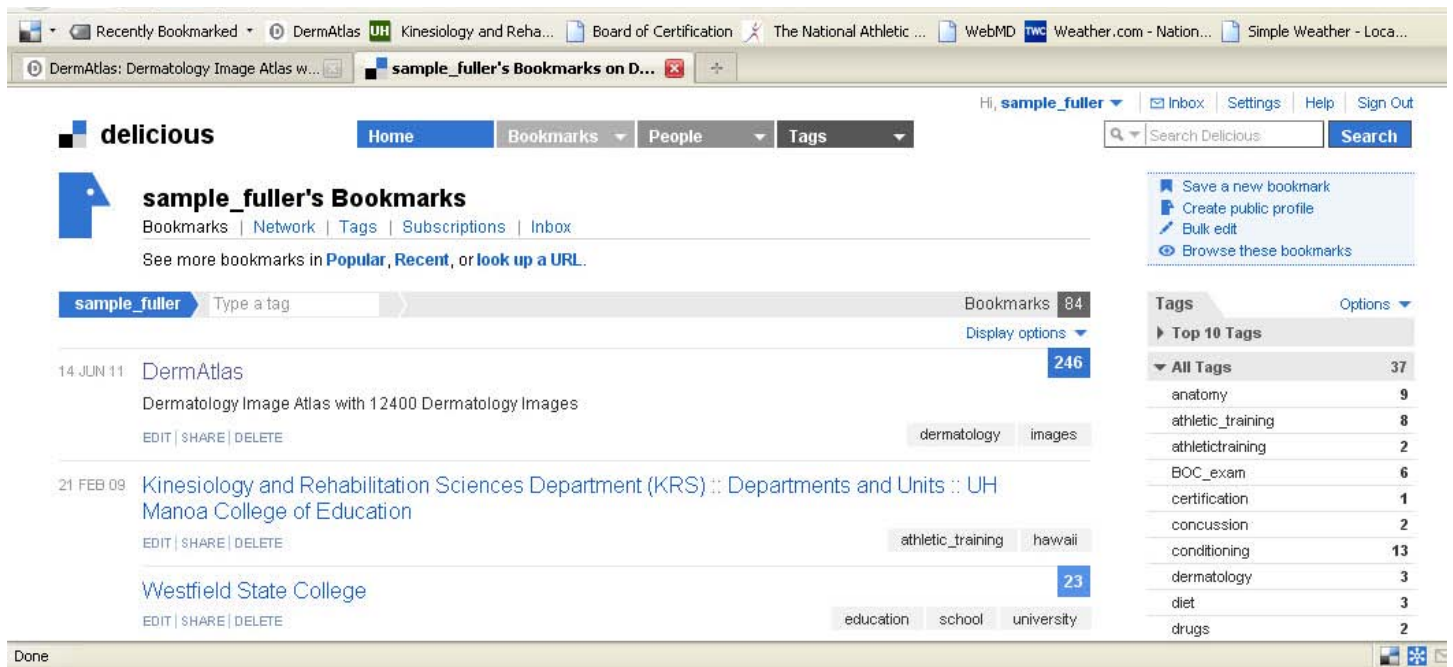 Recently Bookmarked DermAtlas UH Kinesiology and Reha... Board of Certification The National Athletic ... WebMD TWC Weather.com - Nation... Simple Weather - Loca...
DermAtlas: Dermatology Image Atlas w... sample_fuller's Bookmarks on D...
Hi, sample_fuller Inbox Settings Help Sign Out
delicious Home Bookmarks People Tags Search Delicious Search
sample_fuller's Bookmarks
Bookmarks | Network | Tags | Subscriptions | Inbox
See more bookmarks in Popular, Recent, or look up a URL.
Save a new bookmark
Create public profile
Bulk edit
Browse these bookmarks
sample_fuller Type a tag Bookmarks 84
Display options
14 JUN 11 DermAtlas 246
Dermatology Image Atlas with 12400 Dermatology Images
EDIT | SHARE | DELETE dermatology images
21 FEB 09 Kinesiology and Rehabilitation Sciences Department (KRS) :: Departments and Units :: UH
Manoa College of Education
EDIT | SHARE | DELETE athletic_training hawaii
Westfield State College 23
EDIT | SHARE | DELETE education school university
Tags Options
Top 10 Tags
All Tags 37
anatomy 9
athletic_training 8
athletictraining 2
BOC_exam 6
certification 1
concussion 2
conditioning 13
dermatology 3
diet 3
drugs 2
Done